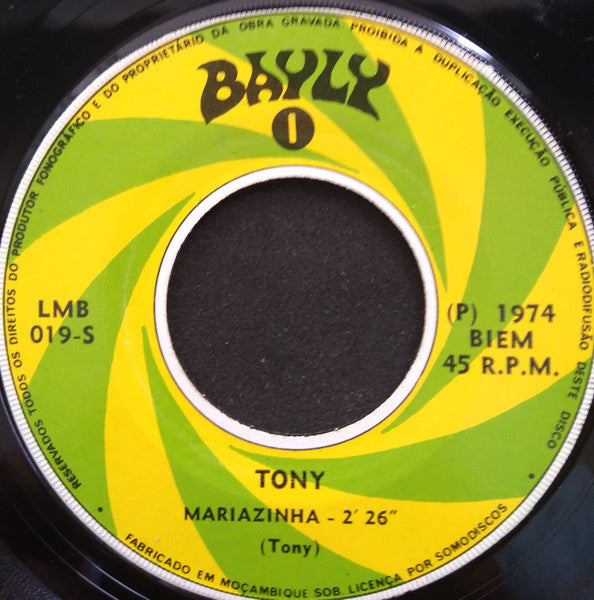 RESERVADOS TODOS OS DIREITOS DO PRODUTOR FONOGRÁFICO E DO PROPRIETÁRIO DA OBRA GRAVADA. PROIBIDA A DUPLICAÇÃO EXECUÇÃO PÚBLICA E RADIODIFUSÃO DESTE DISCO
BAYLY
1
LMB
019-S
(P) 1974
BIEM
45 R.P.M.
TONY
MARIAZINHA - 2' 26"
(Tony)
FABRICADO EM MOÇAMBIQUE SOB. LICENÇA POR SOMODISCOS